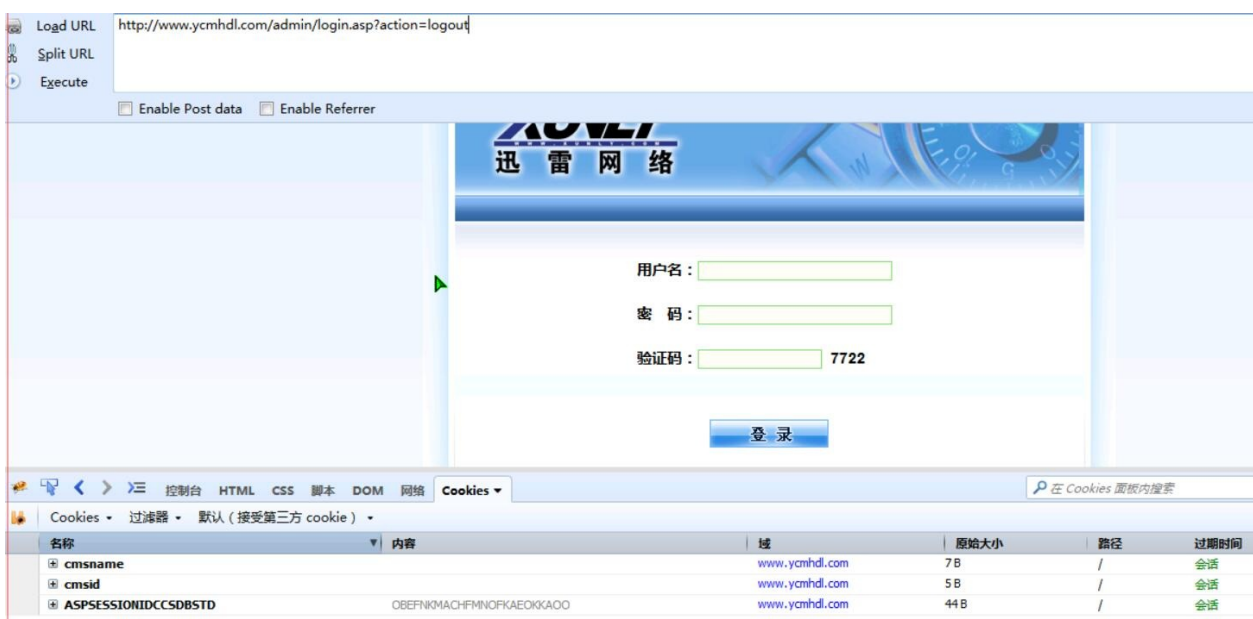 Load URL http://www.ycmhdl.com/admin/login.asp?action=logout
Split URL
Execute
Enable Post data Enable Referrer
WWW.XUNLY.COM
迅雷网络
用户名：
密 码：
验证码： 7722
登 录
控制台 HTML CSS 脚本 DOM 网络 Cookies 在 Cookies 面板内搜索
Cookies 过滤器 默认（接受第三方 cookie）
名称 内容 域 原始大小 路径 过期时间
cmsname www.ycmhdl.com 7 B / 会话
cmsid www.ycmhdl.com 5 B / 会话
ASPSESSIONIDCCSDBSTD OBEFNKMACHFMNOFKAEOKKAOO www.ycmhdl.com 44 B / 会话